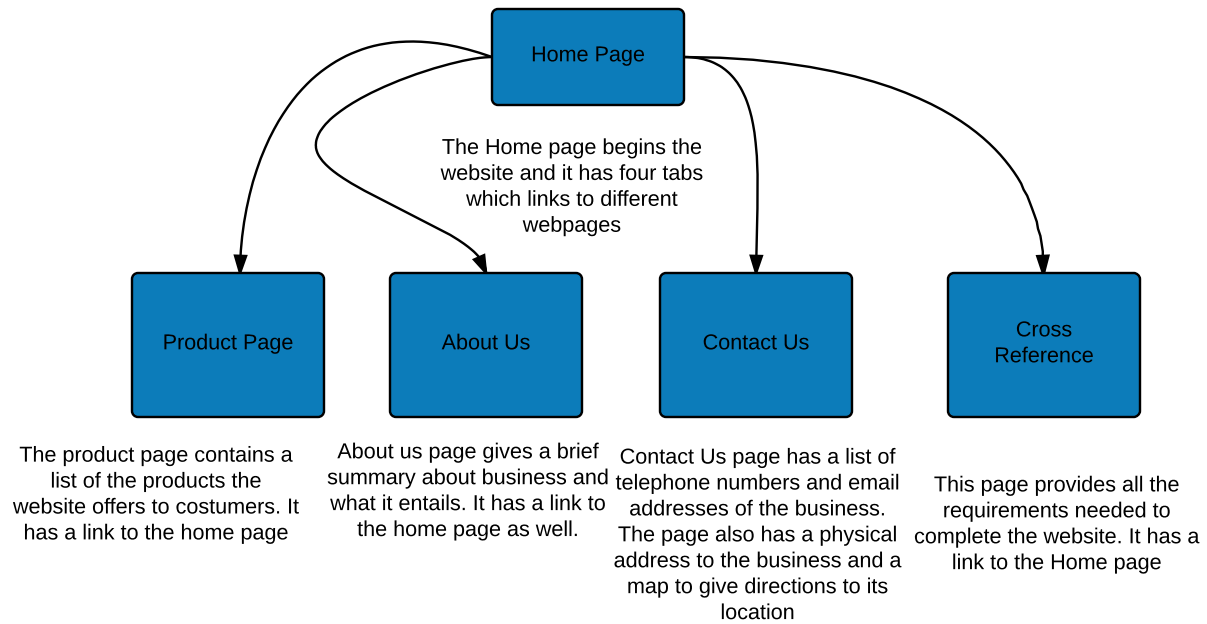 Home Page
The Home page begins the
website and it has four tabs
which links to different
webpages
Product Page
About Us
Contact Us
Cross
Reference
The product page contains a
list of the products the
website offers to costumers. It
has a link to the home page
About us page gives a brief
summary about business and
what it entails. It has a link to
the home page as well.
Contact Us page has a list of
telephone numbers and email
addresses of the business.
The page also has a physical
address to the business and a
map to give directions to its
location
This page provides all the
requirements needed to
complete the website. It has a
link to the Home page